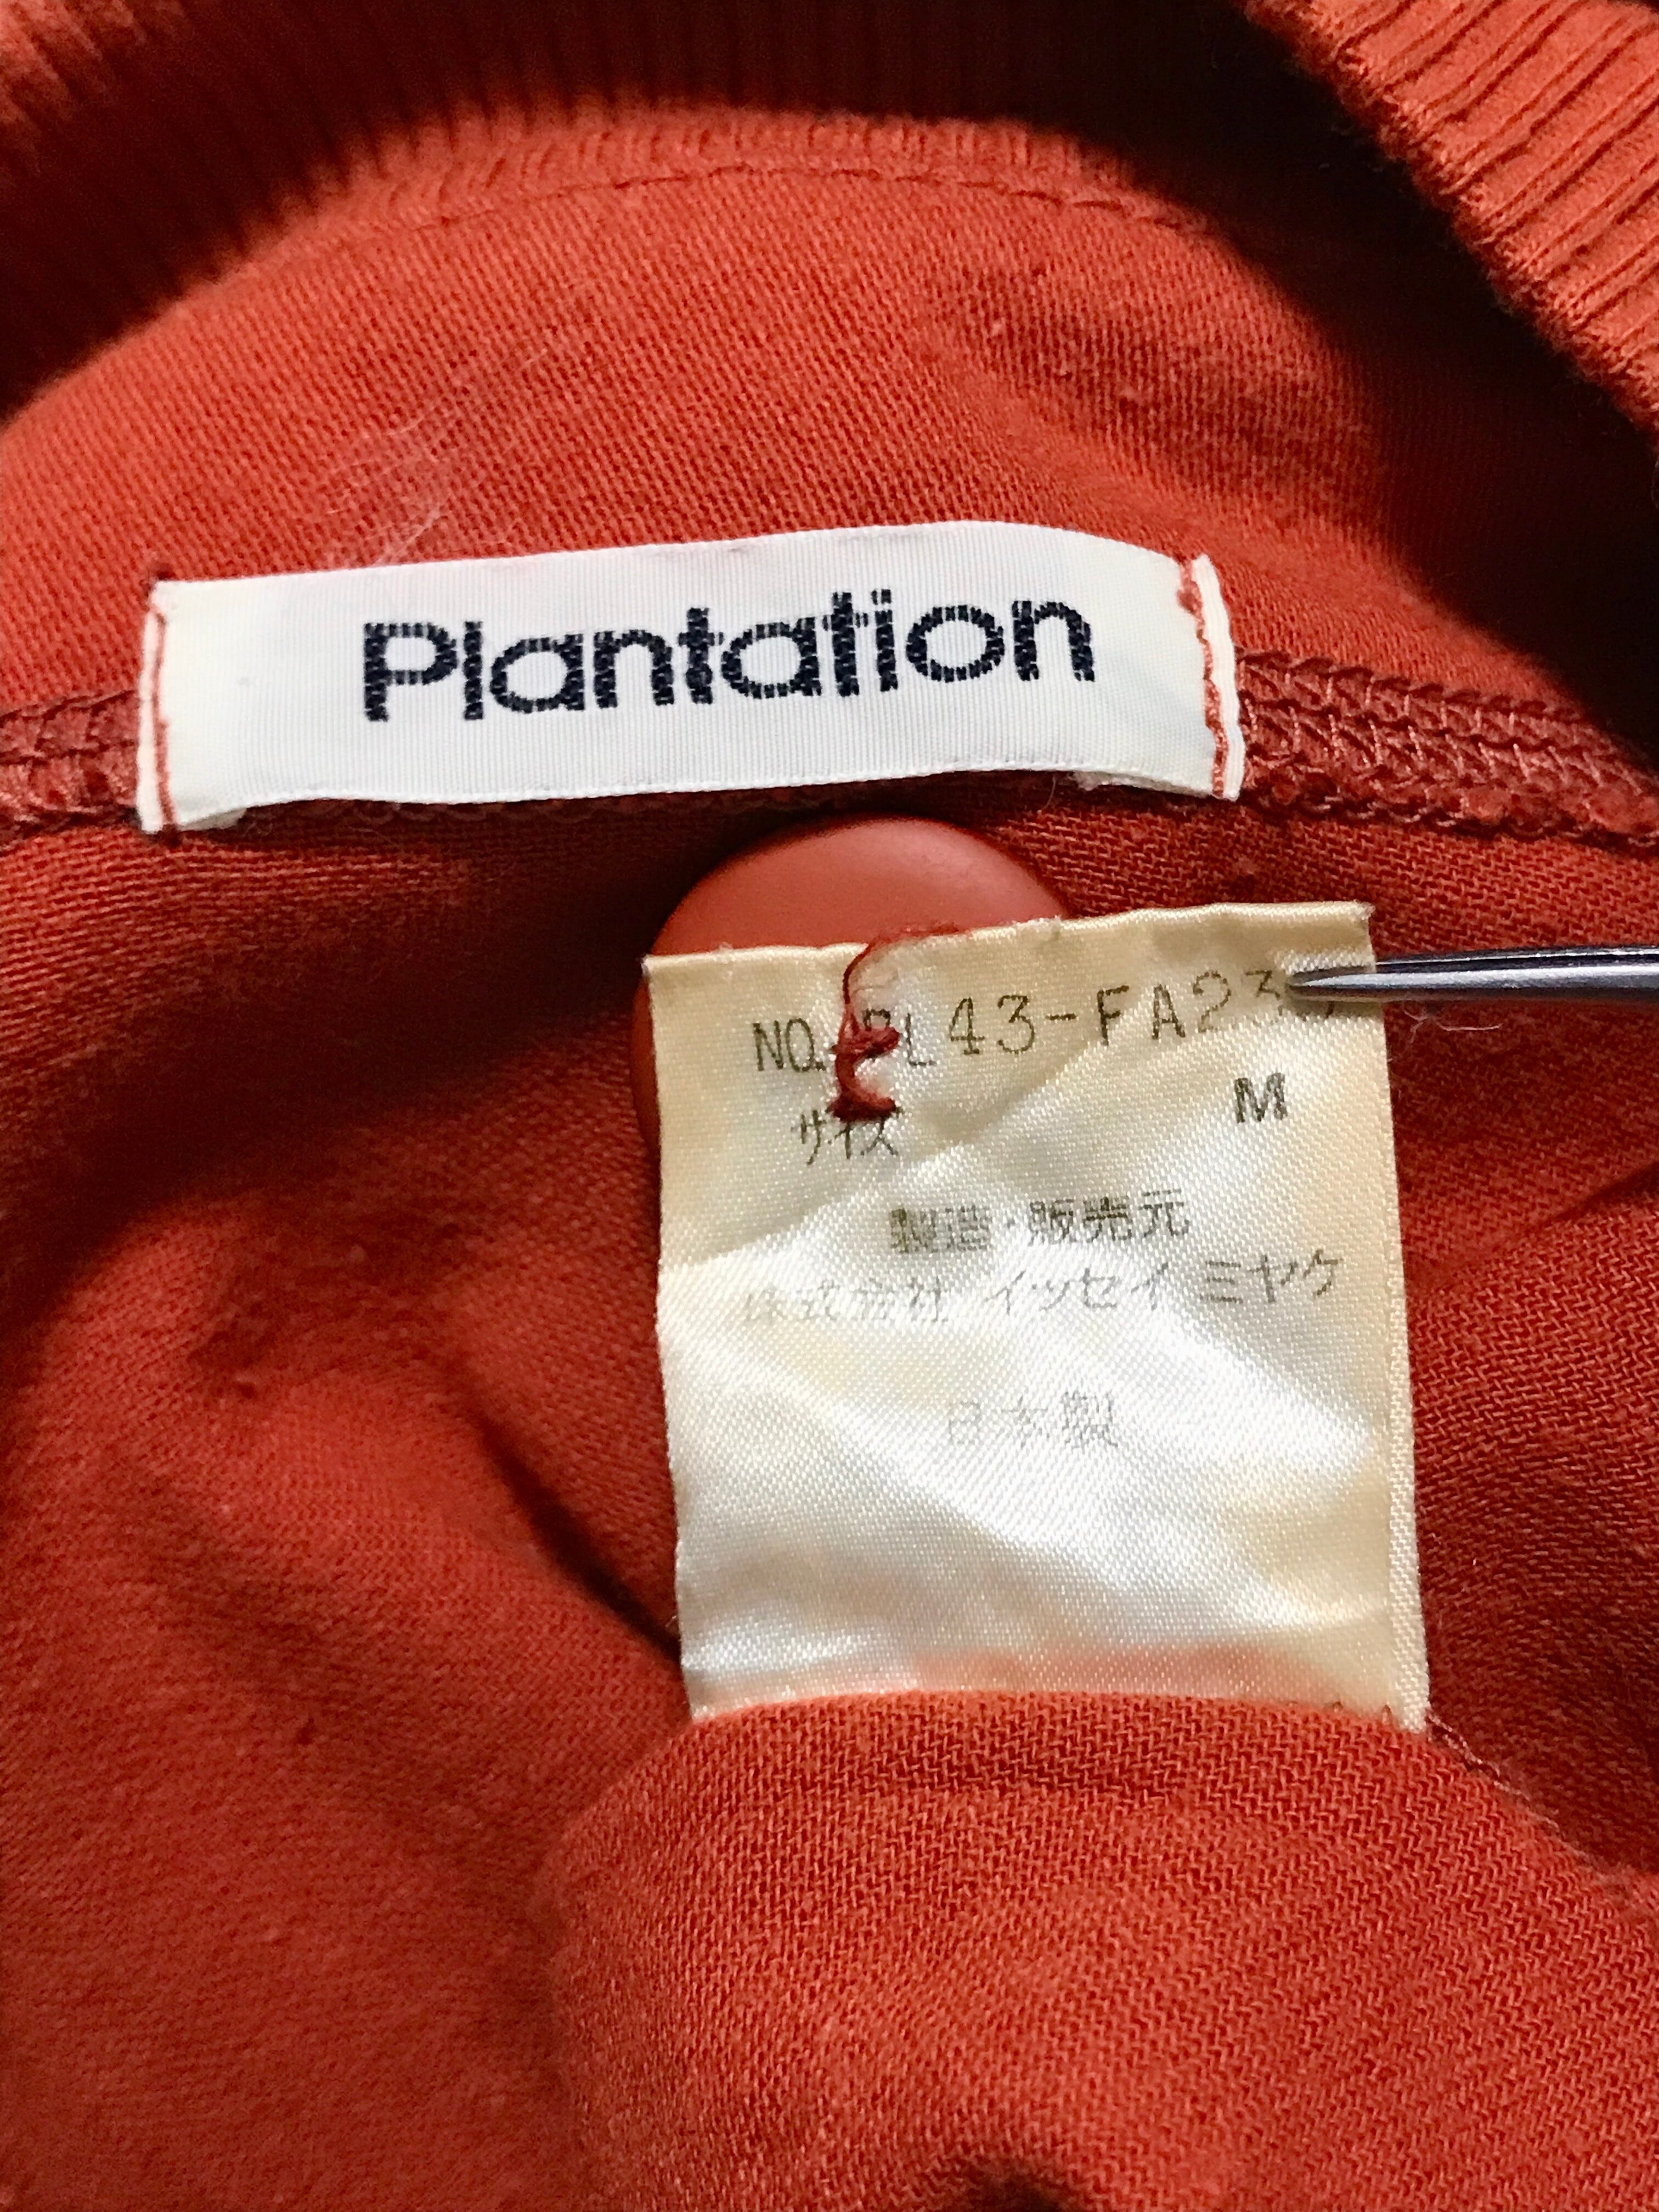 Plantation
NO. PL43-FA23
サイズ M
製造・販売元
株式会社 イッセイ ミヤケ
日本製